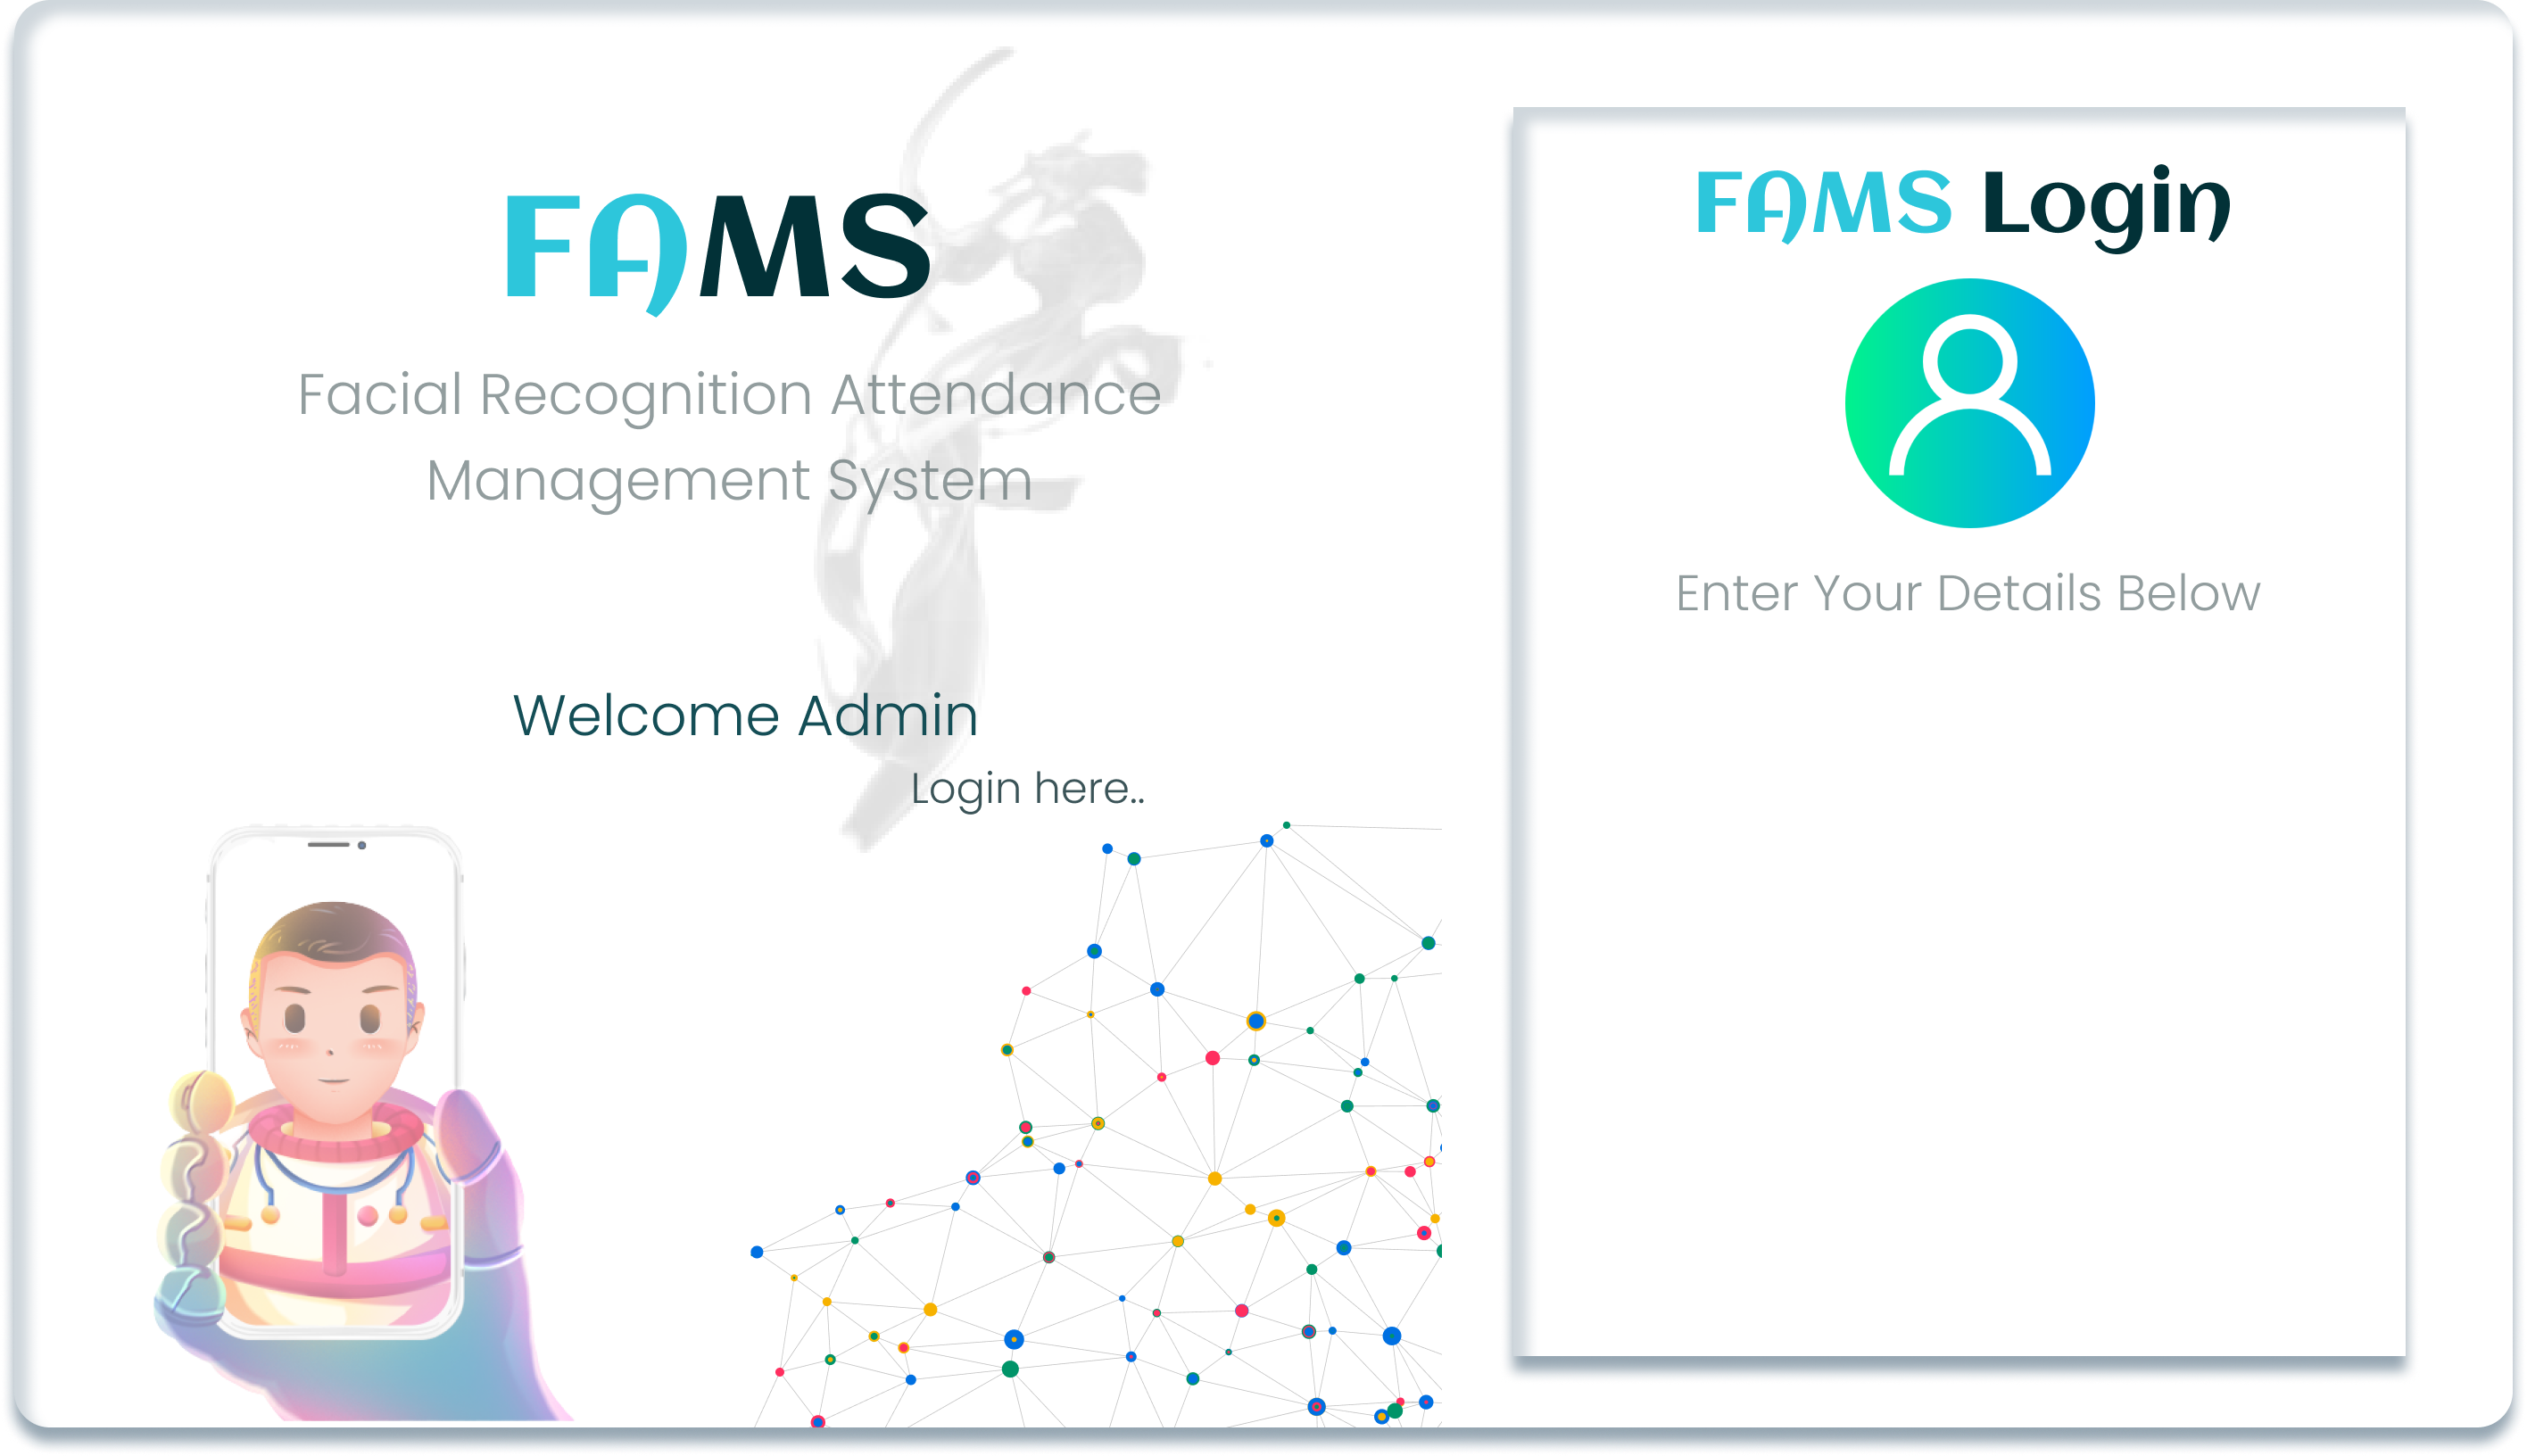 FAMS
Facial Recognition Attendance
Management System
Welcome Admin
Login here..
FAMS Login
Enter Your Details Below